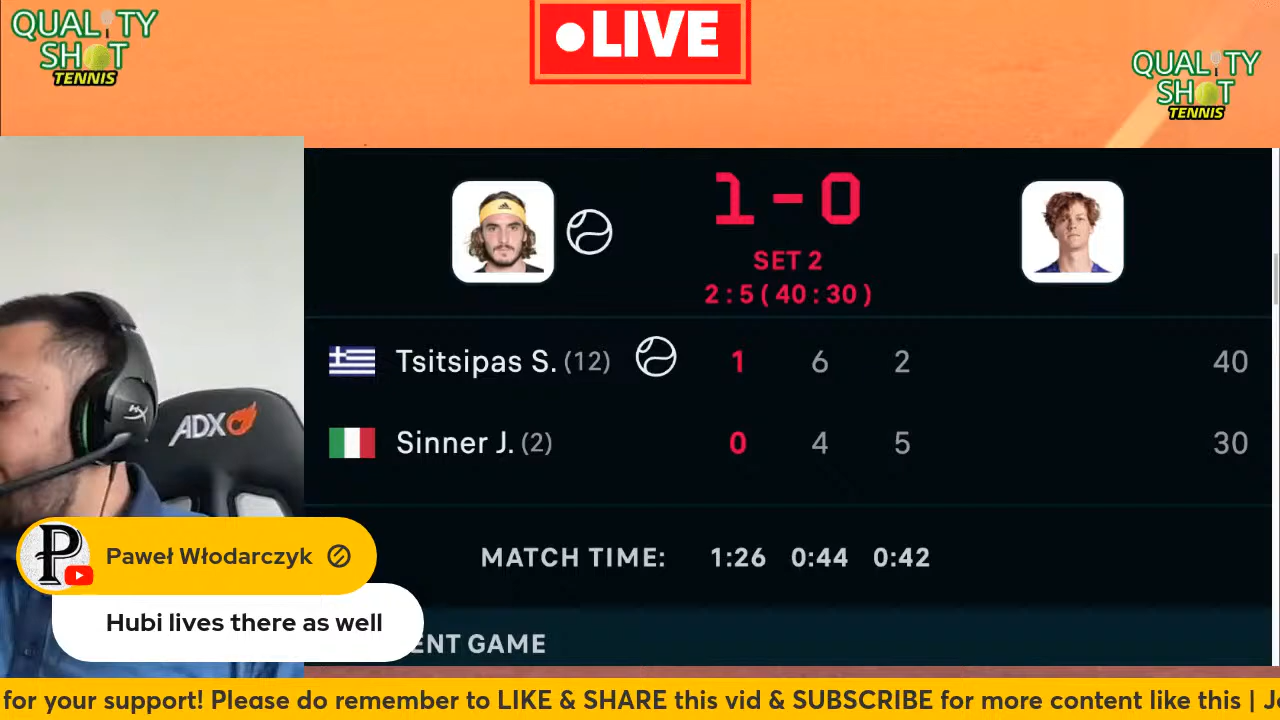 QUALITY
SHOT
TENNIS
LIVE
QUALITY
SHOT
TENNIS
1 - 0
SET 2
2 : 5 ( 40 : 30 )
Tsitsipas S. (12) 1 6 2 40
Sinner J. (2) 0 4 5 30
ADX
HX
P
Paweł Włodarczyk
Hubi lives there as well
MATCH TIME: 1:26 0:44 0:42
ENT GAME
for your support! Please do remember to LIKE & SHARE this vid & SUBSCRIBE for more content like this | J